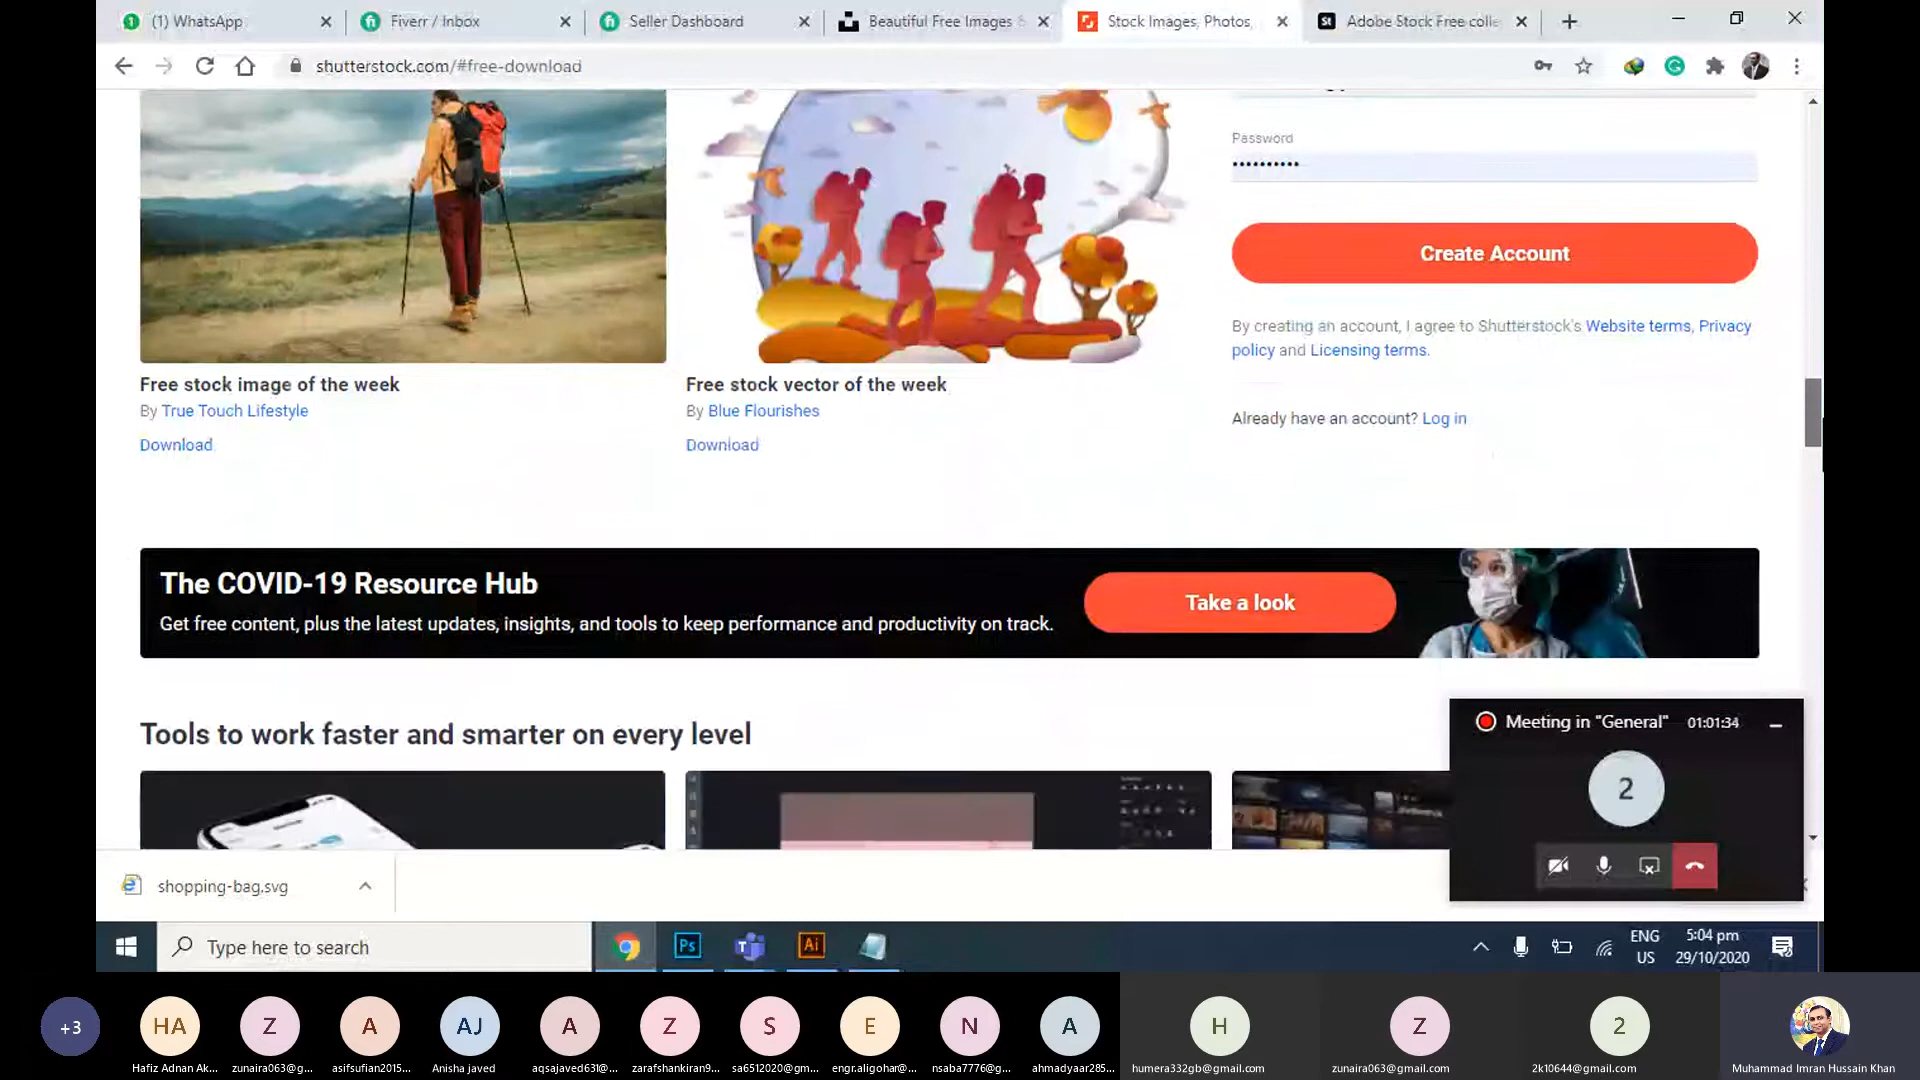 (1) WhatsApp
Fiverr / Inbox
Seller Dashboard
Beautiful Free Images &
Stock Images, Photos,
Adobe Stock Free colle
shutterstock.com/#free-download
Password
Create Account
By creating an account, I agree to Shutterstock's Website terms, Privacy
policy and Licensing terms.
Already have an account? Log in
Free stock image of the week
By True Touch Lifestyle
Download
Free stock vector of the week
By Blue Flourishes
Download
The COVID-19 Resource Hub
Get free content, plus the latest updates, insights, and tools to keep performance and productivity on track.
Take a look
Tools to work faster and smarter on every level
Meeting in "General" 01:01:34
2
shopping-bag.svg
Type here to search
Ps
Ai
ENG
US
5:04 pm
29/10/2020
+3
HA
Z
A
AJ
A
Z
S
E
N
A
H
Z
2
Hafiz Adnan Ak...
zunaira063@g...
asifsufian2015...
Anisha javed
aqsajaved631@...
zarafshankiran9...
sa6512020@gm...
engr.aligohar@...
nsaba7776@g...
ahmadyaar285...
humera332gb@gmail.com
zunaira063@gmail.com
2k10644@gmail.com
Muhammad Imran Hussain Khan